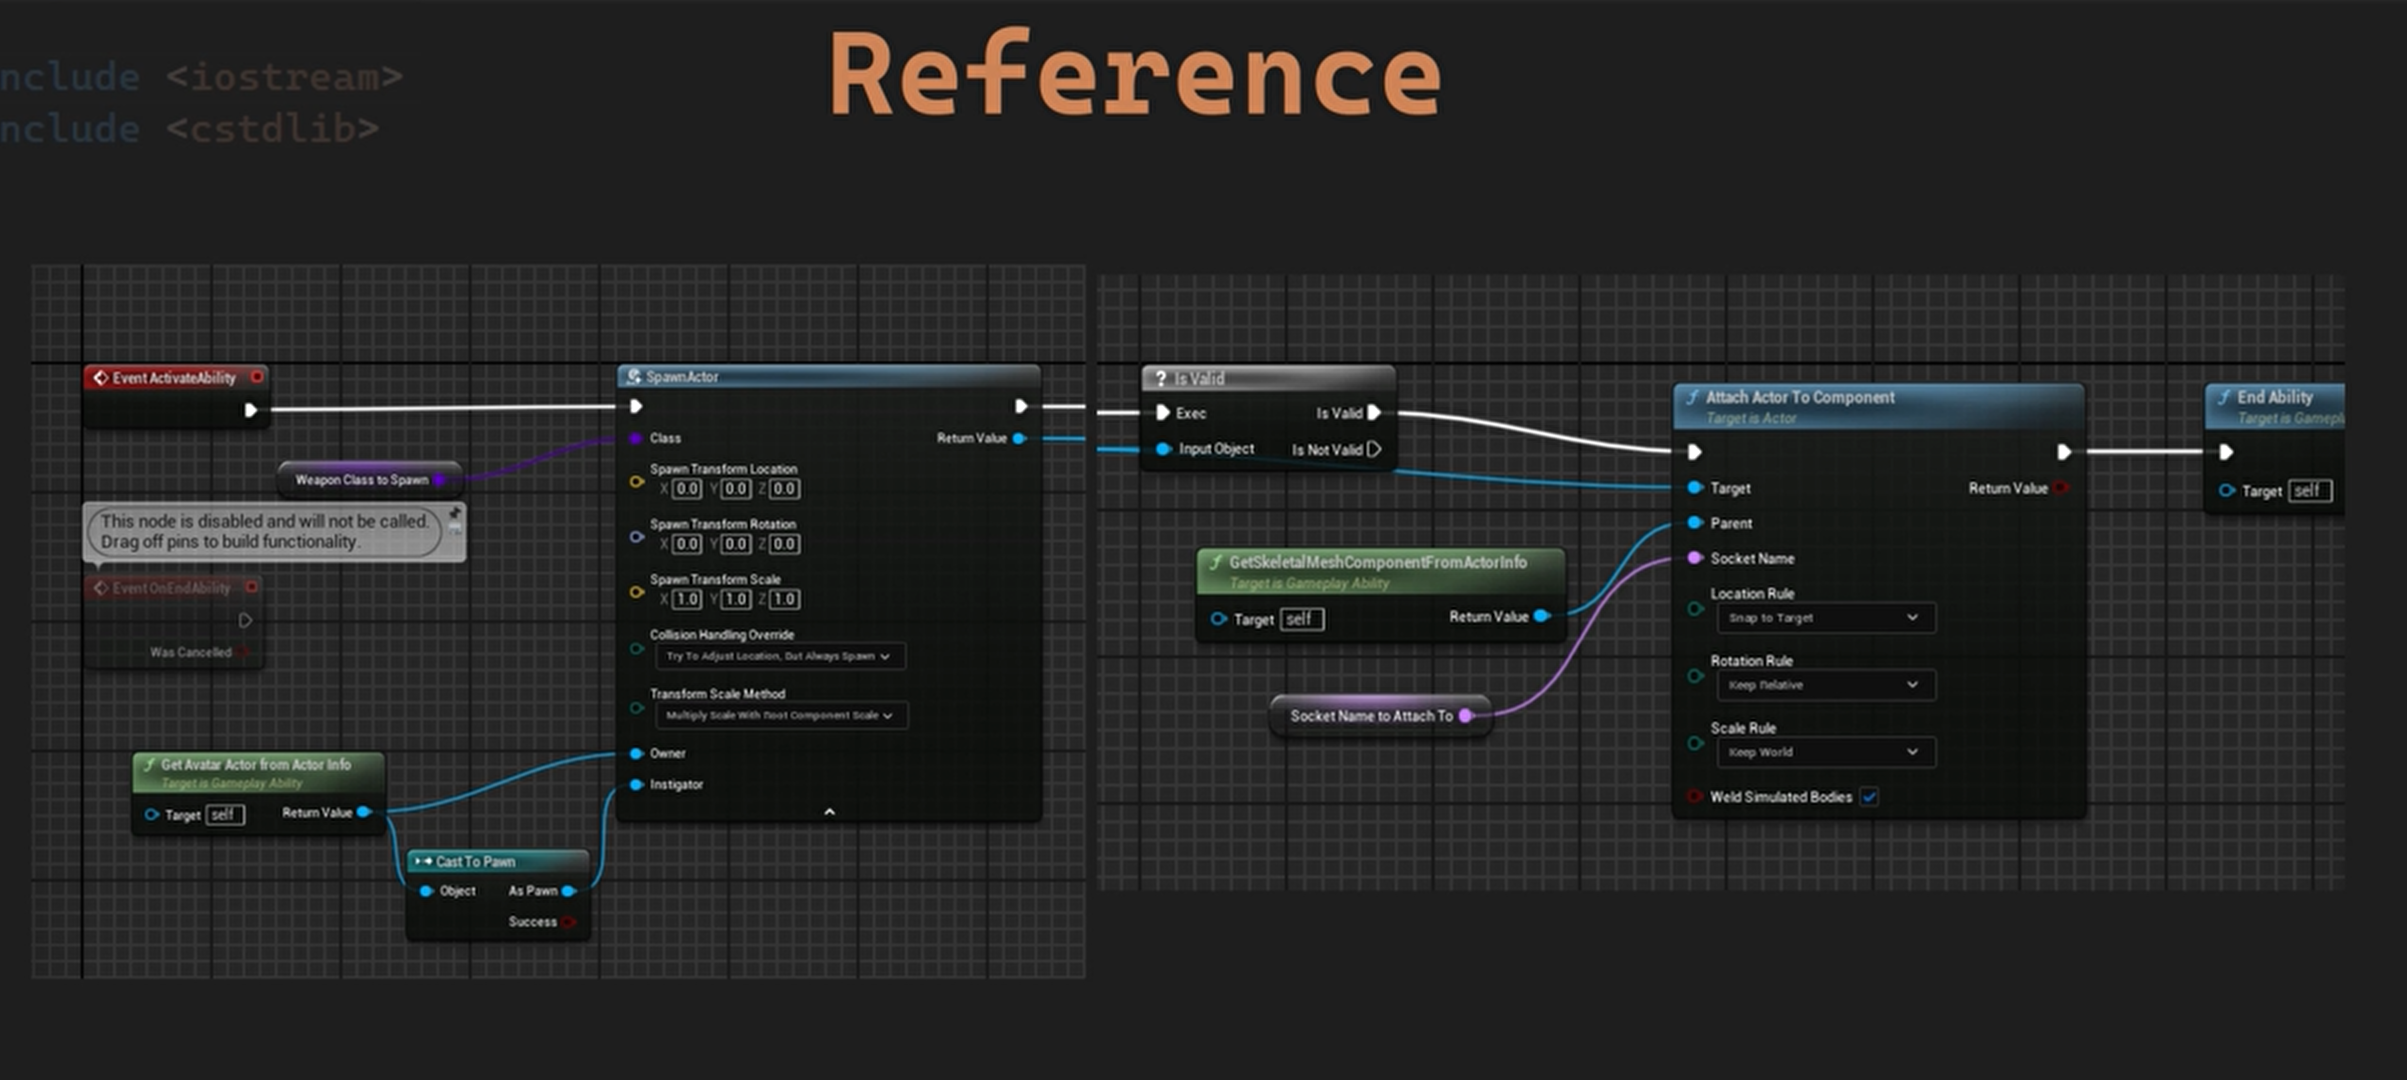 Reference
nclude <iostream>
nclude <cstdlib>
Event ActivateAbility
Weapon Class to Spawn
This node is disabled and will not be called.
Drag off pins to build functionality.
Event OnEndAbility
Was Cancelled
Get Avatar Actor from Actor Info
Target is Gameplay Ability
Target self Return Value
Cast To Pawn
Object As Pawn
Success
SpawnActor
Class Return Value
Spawn Transform Location
X 0.0 Y 0.0 Z 0.0
Spawn Transform Rotation
X 0.0 Y 0.0 Z 0.0
Spawn Transform Scale
X 1.0 Y 1.0 Z 1.0
Collision Handling Override
Try To Adjust Location, But Always Spawn
Transform Scale Method
Multiply Scale With Root Component Scale
Owner
Instigator
? Is Valid
Exec Is Valid
Input Object Is Not Valid
GetSkeletalMeshComponentFromActorInfo
Target is Gameplay Ability
Target self Return Value
Socket Name to Attach To
f Attach Actor To Component
Target is Actor
Target Return Value
Parent
Socket Name
Location Rule
Snap to Target
Rotation Rule
Keep Relative
Scale Rule
Keep World
Weld Simulated Bodies
f End Ability
Target is Gamepl
Target self